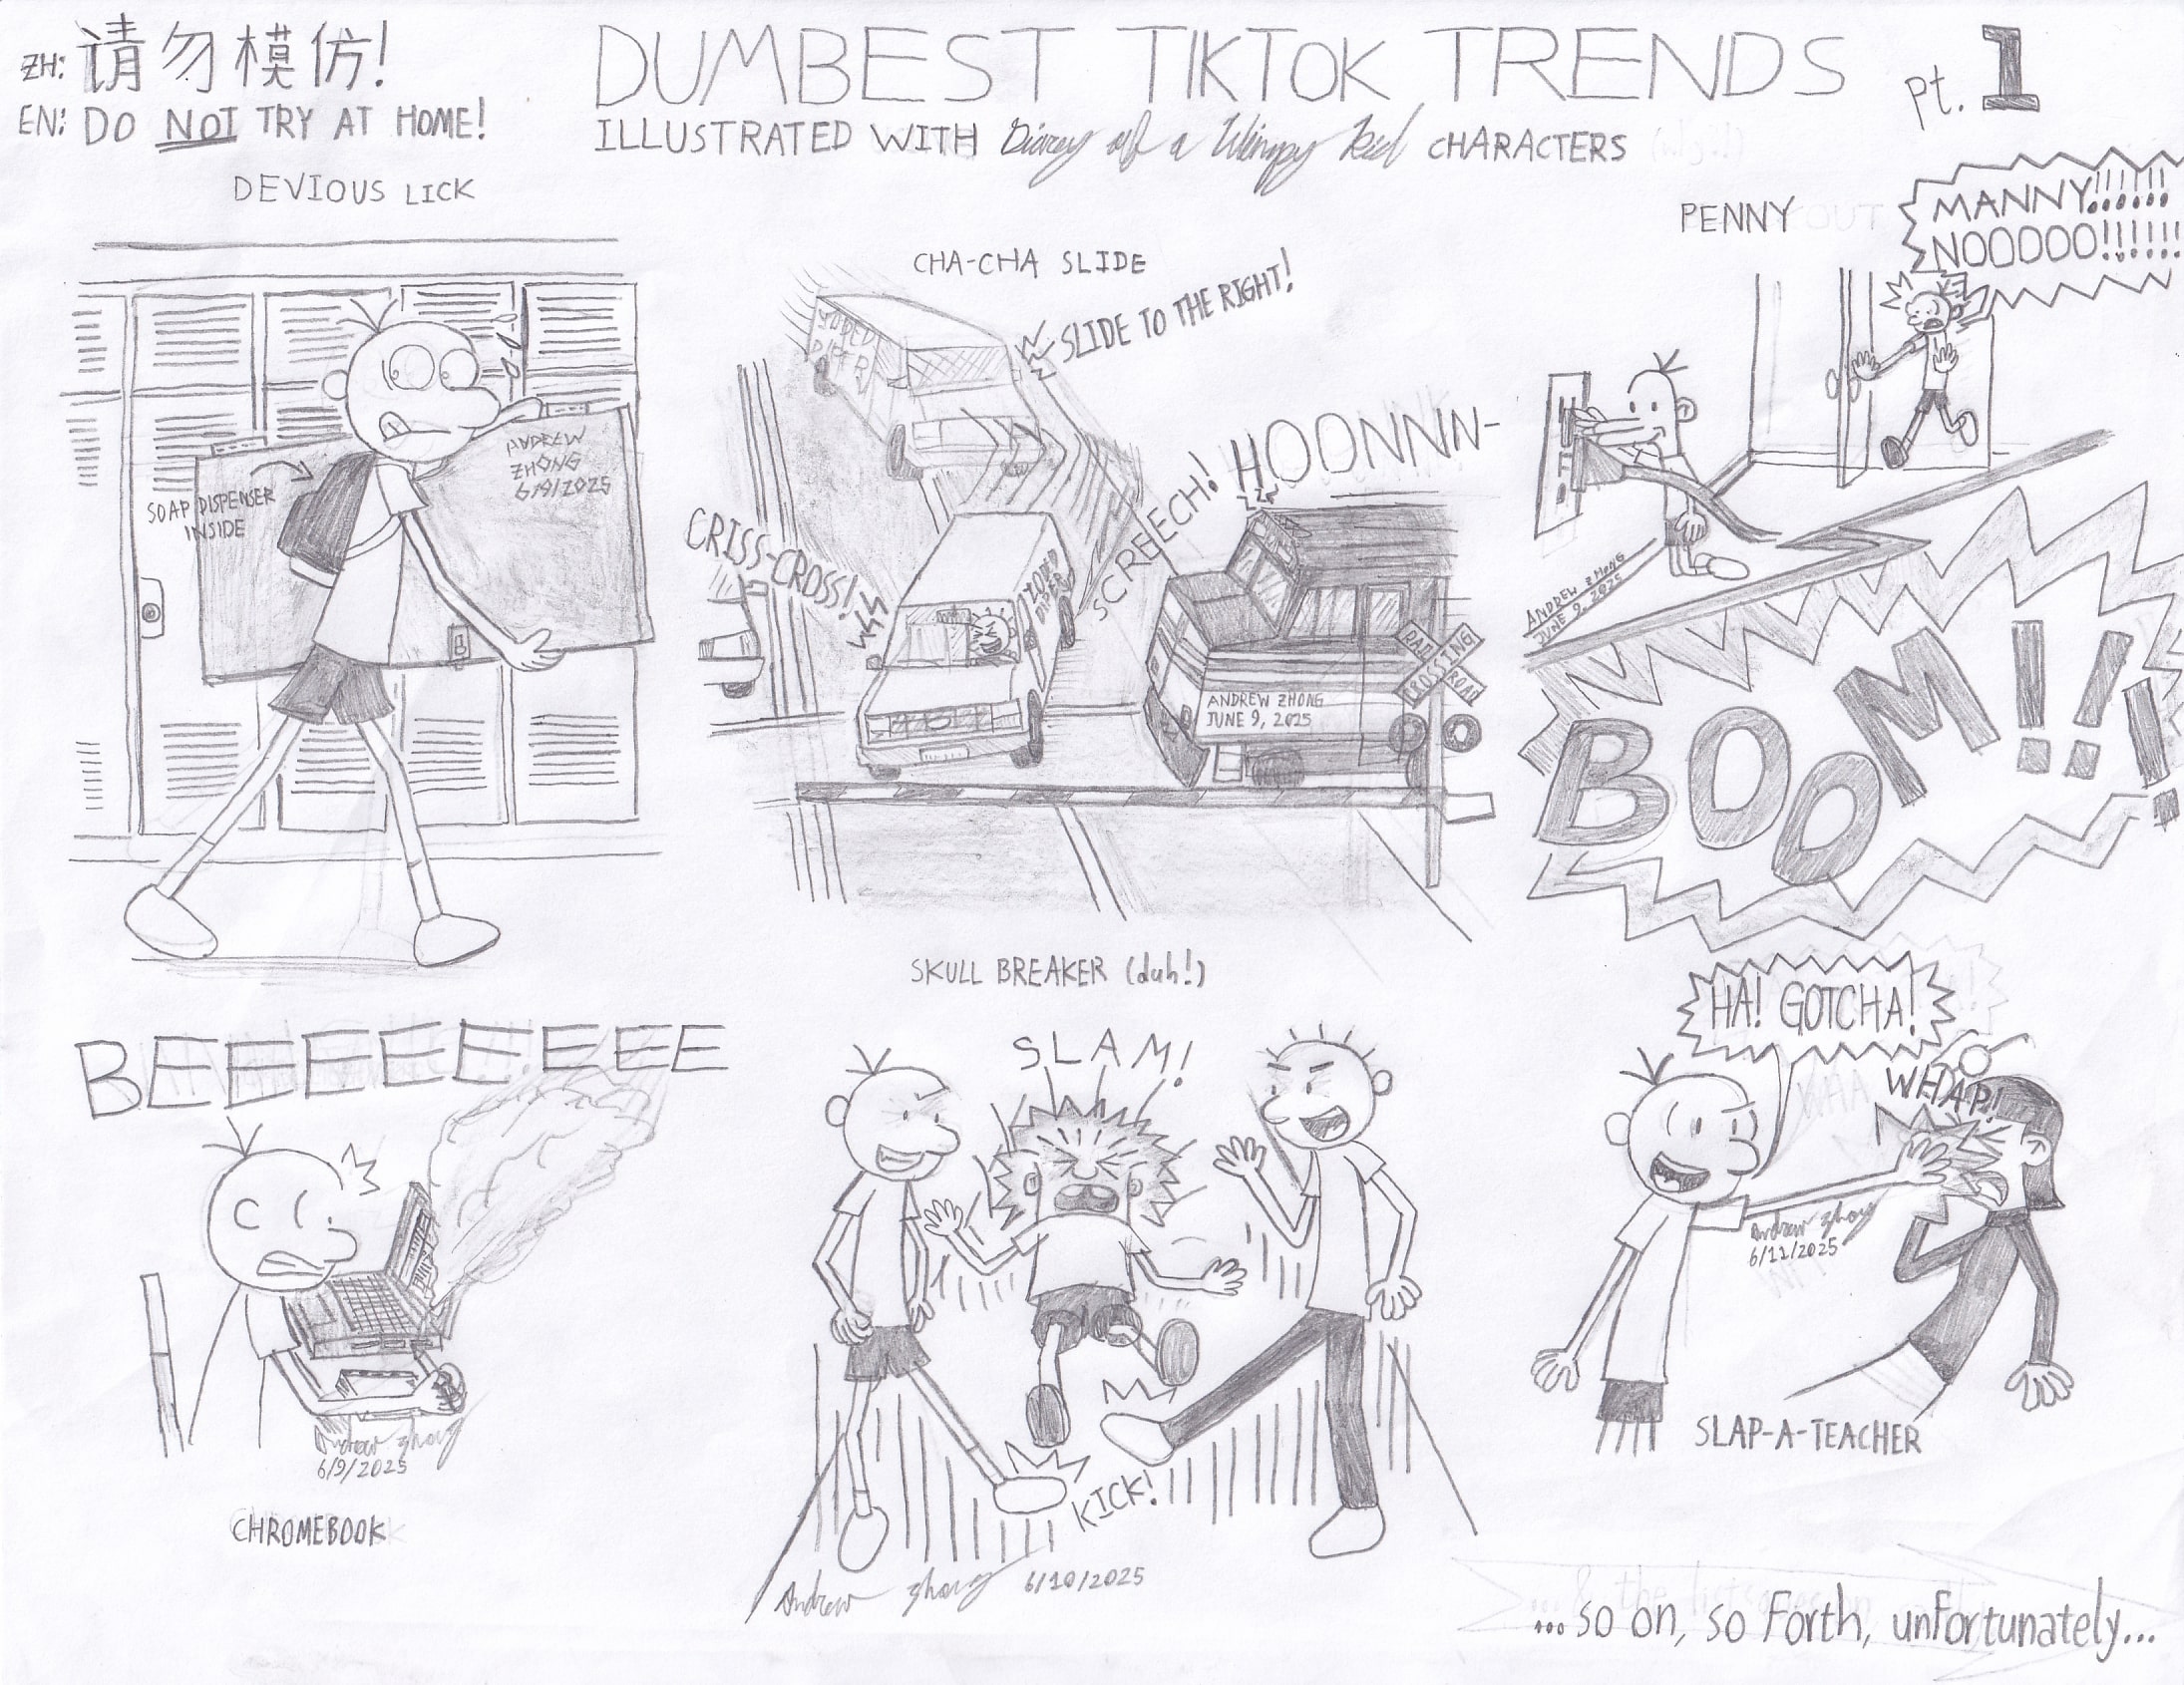 ZH: 请勿模仿!
EN: DO NOT TRY AT HOME!
DUMBEST TIKTOK TRENDS pt. 1
ILLUSTRATED WITH Diary of a Wimpy Kid CHARACTERS
DEVIOUS LICK
SOAP DISPENSER
INSIDE
ANDREW
ZHONG
6/9/2025
CHA-CHA SLIDE
SLIDE TO THE RIGHT!
CRISS-CROSS!
SCREECH!
HOONNNN-
LODED
DIPER
RAIL
CROSSING
ROAD
ANDREW ZHONG
JUNE 9, 2025
PENNY
MANNY!!!!!!
NOOOOO!!!!!!
ANDREW ZHONG
JUNE 9, 2025
BOOM!!!
BEEEEEEEEE
Andrew Zhong
6/9/2025
CHROMEBOOK
SKULL BREAKER (duh!)
SLAM!
KICK!
Andrew Zhong 6/10/2025
HA! GOTCHA!
WHAP!
Andrew Zhong
6/11/2025
SLAP-A-TEACHER
...so on, so Forth, unfortunately...